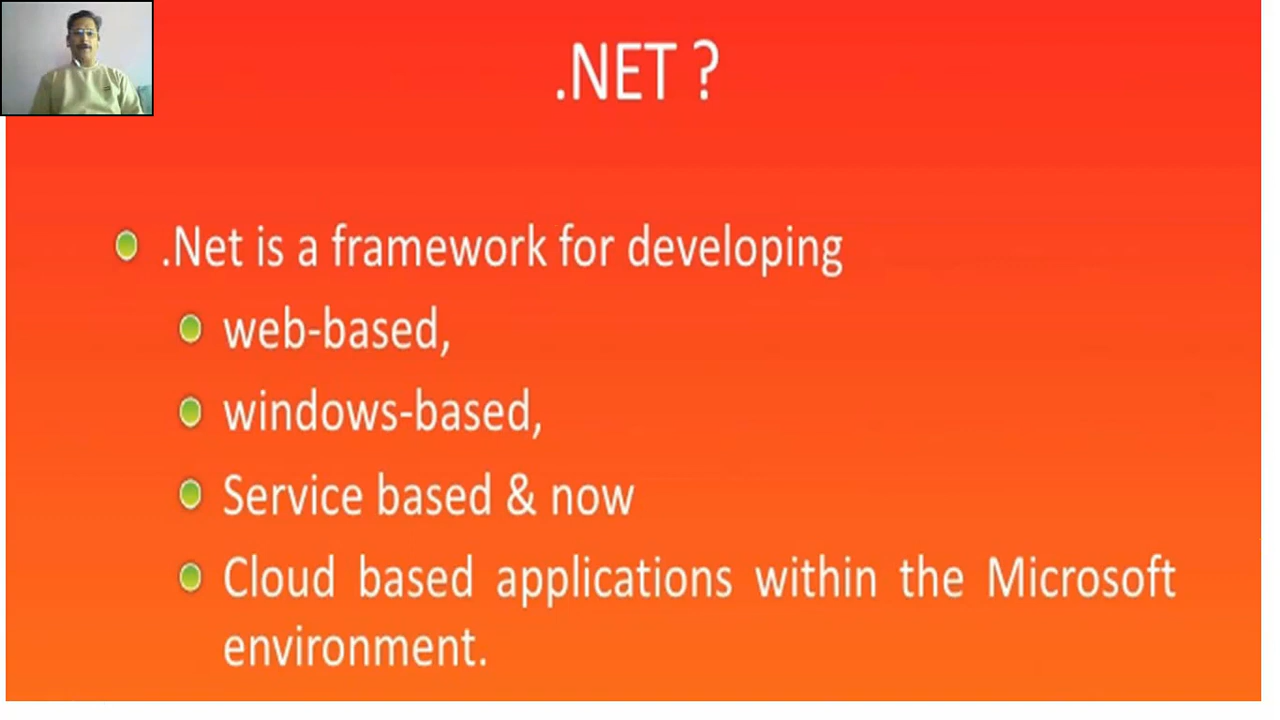 .NET ?
.Net is a framework for developing
web-based,
windows-based,
Service based & now
Cloud based applications within the Microsoft
environment.